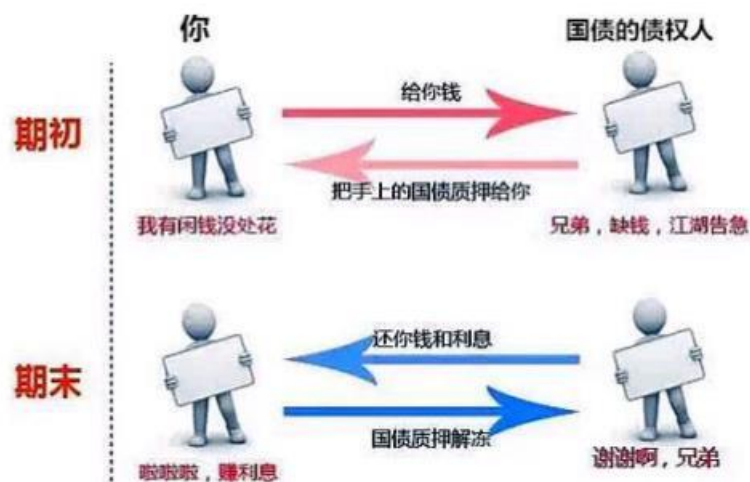 你
国债的债权人
期初
给你钱
把手上的国债质押给你
我有闲钱没处花
兄弟，缺钱，江湖告急
期末
还你钱和利息
国债质押解冻
啦啦啦，赚利息
谢谢啊，兄弟